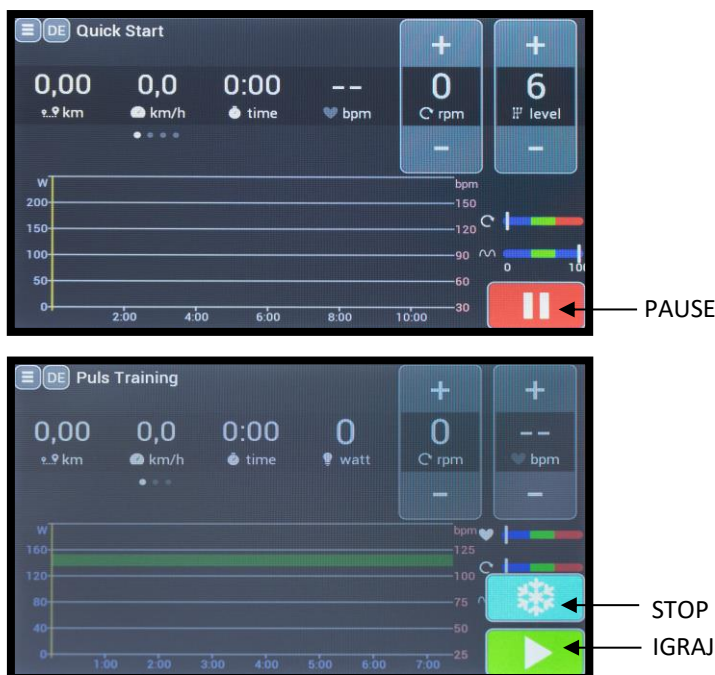 DE Quick Start
0,00 0,0 0:00 -- 0 6
km km/h time bpm rpm level
W bpm
200 150
150 120
100 90
50 60
0 30
2:00 4:00 6:00 8:00 10:00
0 10
PAUSE
DE Puls Training
0,00 0,0 0:00 0 0 --
km km/h time watt rpm bpm
W bpm
160 125
120 100
80 75
40 50
0 25
1:00 2:00 3:00 4:00 5:00 6:00 7:00
STOP
IGRAJ